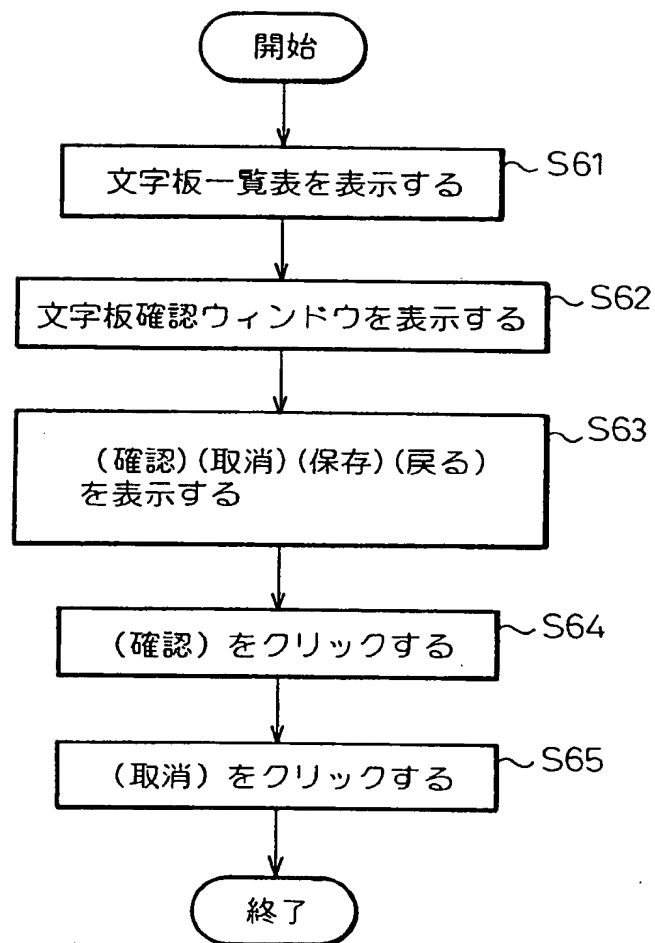 開始
文字板一覧表を表示する
S61
文字板確認ウィンドウを表示する
S62
(確認)(取消)(保存)(戻る)
を表示する
S63
(確認)をクリックする
S64
(取消)をクリックする
S65
終了